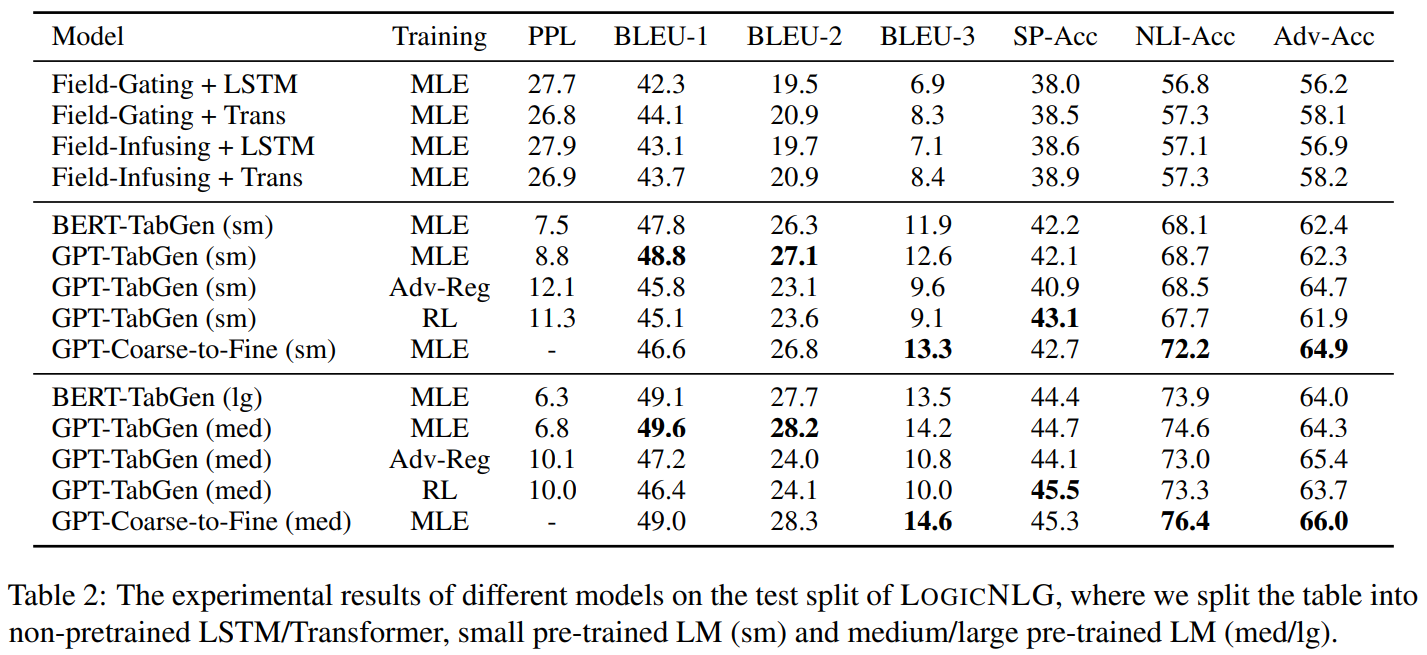 Model Training PPL BLEU-1 BLEU-2 BLEU-3 SP-Acc NLI-Acc Adv-Acc
Field-Gating + LSTM MLE 27.7 42.3 19.5 6.9 38.0 56.8 56.2
Field-Gating + Trans MLE 26.8 44.1 20.9 8.3 38.5 57.3 58.1
Field-Infusing + LSTM MLE 27.9 43.1 19.7 7.1 38.6 57.1 56.9
Field-Infusing + Trans MLE 26.9 43.7 20.9 8.4 38.9 57.3 58.2
BERT-TabGen (sm) MLE 7.5 47.8 26.3 11.9 42.2 68.1 62.4
GPT-TabGen (sm) MLE 8.8 48.8 27.1 12.6 42.1 68.7 62.3
GPT-TabGen (sm) Adv-Reg 12.1 45.8 23.1 9.6 40.9 68.5 64.7
GPT-TabGen (sm) RL 11.3 45.1 23.6 9.1 43.1 67.7 61.9
GPT-Coarse-to-Fine (sm) MLE - 46.6 26.8 13.3 42.7 72.2 64.9
BERT-TabGen (lg) MLE 6.3 49.1 27.7 13.5 44.4 73.9 64.0
GPT-TabGen (med) MLE 6.8 49.6 28.2 14.2 44.7 74.6 64.3
GPT-TabGen (med) Adv-Reg 10.1 47.2 24.0 10.8 44.1 73.0 65.4
GPT-TabGen (med) RL 10.0 46.4 24.1 10.0 45.5 73.3 63.7
GPT-Coarse-to-Fine (med) MLE - 49.0 28.3 14.6 45.3 76.4 66.0
Table 2: The experimental results of different models on the test split of LOGICNLG, where we split the table into
non-pretrained LSTM/Transformer, small pre-trained LM (sm) and medium/large pre-trained LM (med/lg).